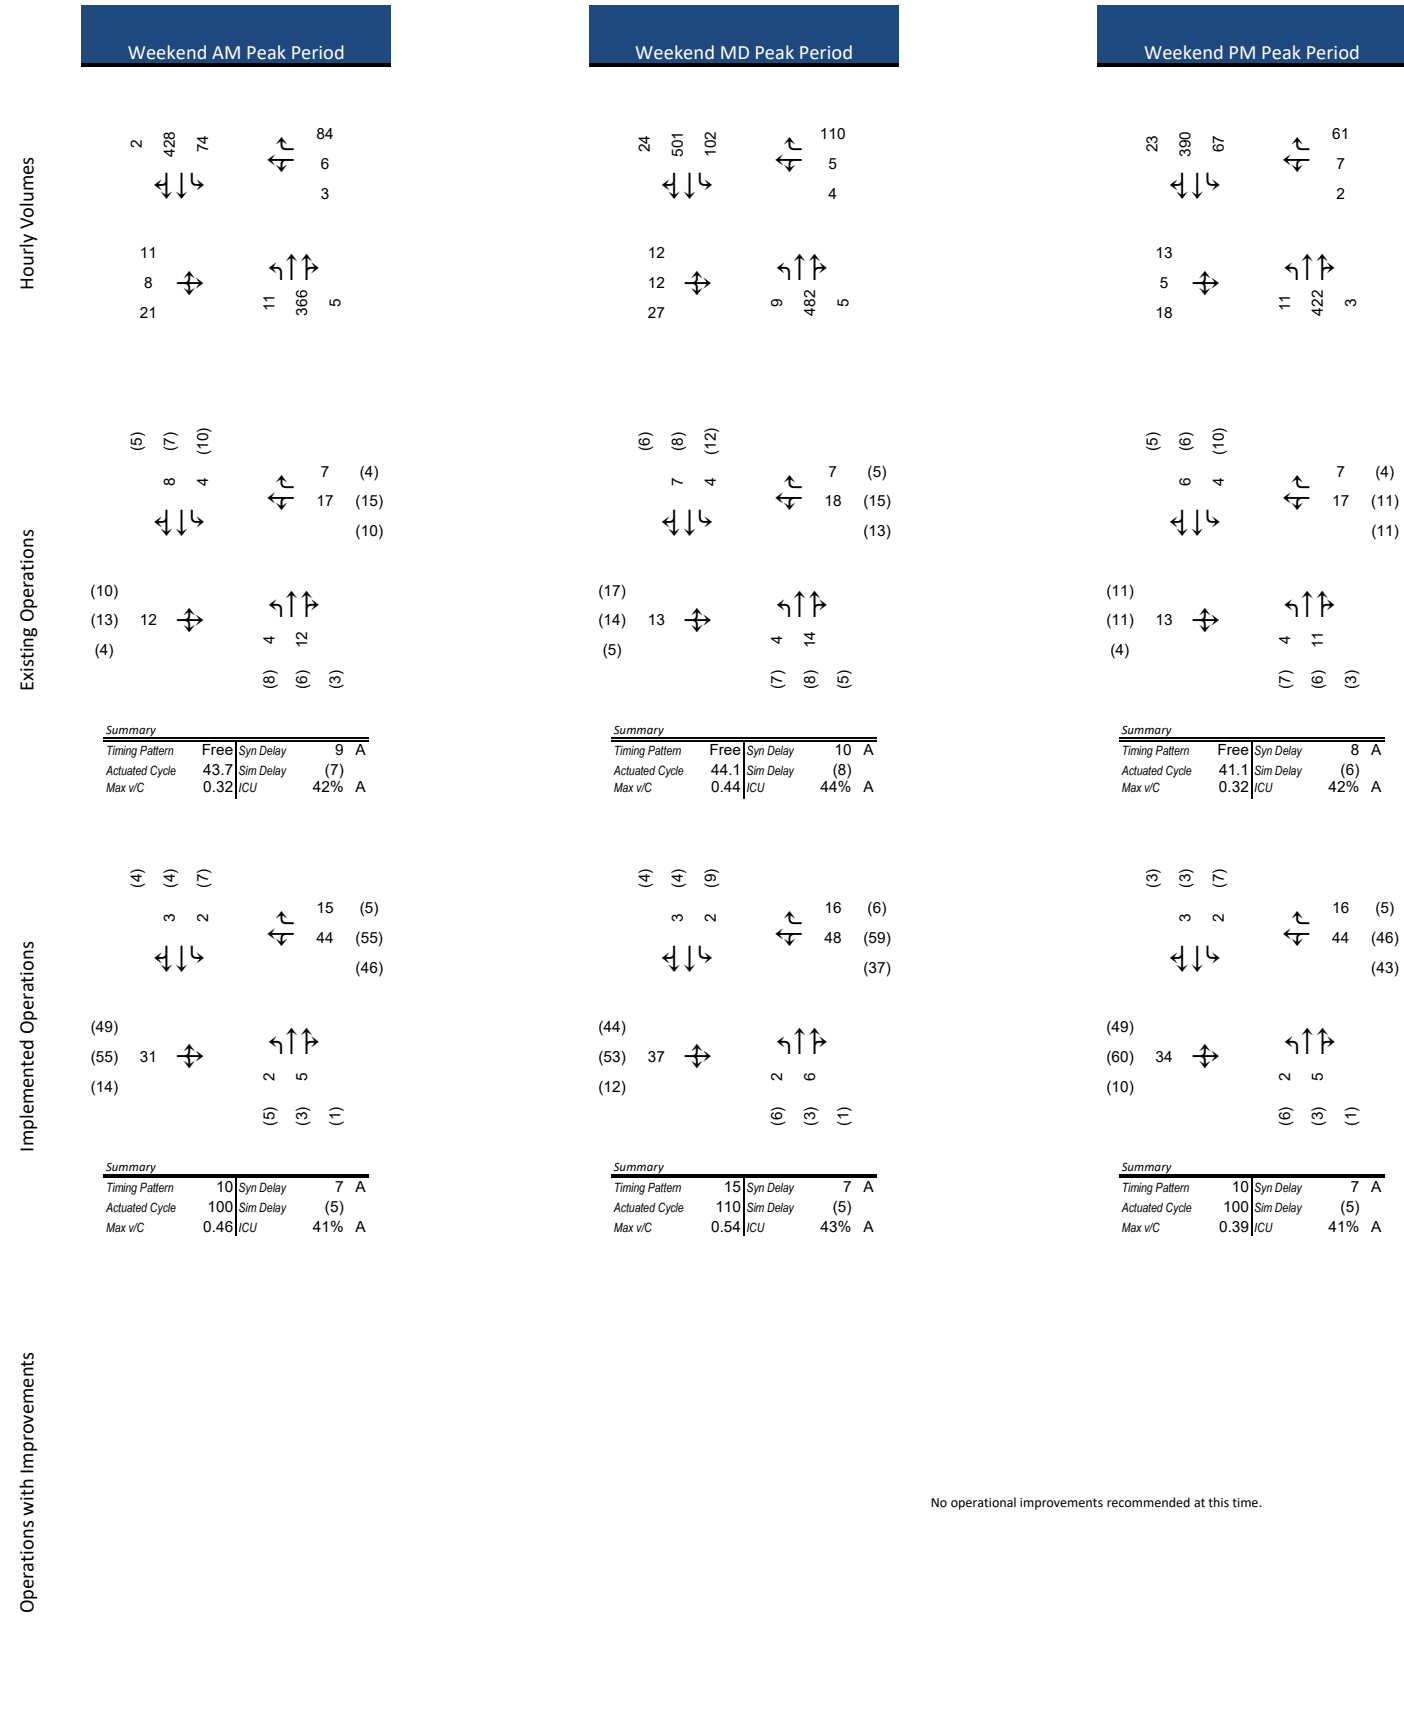 Weekend AM Peak Period
Weekend MD Peak Period
Weekend PM Peak Period
Hourly Volumes
2 428 74
84
6
3
11
8
21
11 366 5
24 501 102
110
5
4
12
12
27
9 482 5
23 390 67
61
7
2
13
5
18
11 422 3
Existing Operations
(5) (7) (10)
8 4
7 (4)
17 (15)
(10)
(10)
(13) 12
(4)
4 12
(8) (6) (3)
Summary
Timing Pattern Free Syn Delay 9 A
Actuated Cycle 43.7 Sim Delay (7)
Max v/C 0.32 ICU 42% A
(6) (8) (12)
7 4
7 (5)
18 (15)
(13)
(17)
(14) 13
(5)
4 14
(7) (8) (5)
Summary
Timing Pattern Free Syn Delay 10 A
Actuated Cycle 44.1 Sim Delay (8)
Max v/C 0.44 ICU 44% A
(5) (6) (10)
6 4
7 (4)
17 (11)
(11)
(11)
(11) 13
(4)
4 11
(7) (6) (3)
Summary
Timing Pattern Free Syn Delay 8 A
Actuated Cycle 41.1 Sim Delay (6)
Max v/C 0.32 ICU 42% A
Implemented Operations
(4) (4) (7)
3 2
15 (5)
44 (55)
(46)
(49)
(55) 31
(14)
2 5
(5) (3) (1)
Summary
Timing Pattern 10 Syn Delay 7 A
Actuated Cycle 100 Sim Delay (5)
Max v/C 0.46 ICU 41% A
(4) (4) (9)
3 2
16 (6)
48 (59)
(37)
(44)
(53) 37
(12)
2 6
(6) (3) (1)
Summary
Timing Pattern 15 Syn Delay 7 A
Actuated Cycle 110 Sim Delay (5)
Max v/C 0.54 ICU 43% A
(3) (3) (7)
3 2
16 (5)
44 (46)
(43)
(49)
(60) 34
(10)
2 5
(6) (3) (1)
Summary
Timing Pattern 10 Syn Delay 7 A
Actuated Cycle 100 Sim Delay (5)
Max v/C 0.39 ICU 41% A
Operations with Improvements
No operational improvements recommended at this time.